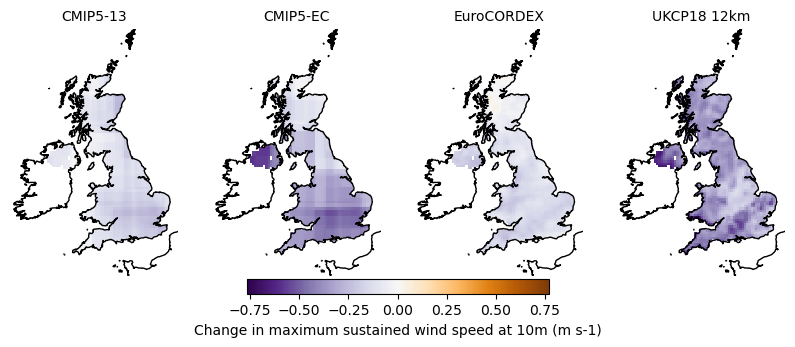 CMIP5-13 CMIP5-EC EuroCORDEX UKCP18 12km
−0.75 −0.50 −0.25 0.00 0.25 0.50 0.75
Change in maximum sustained wind speed at 10m (m s-1)